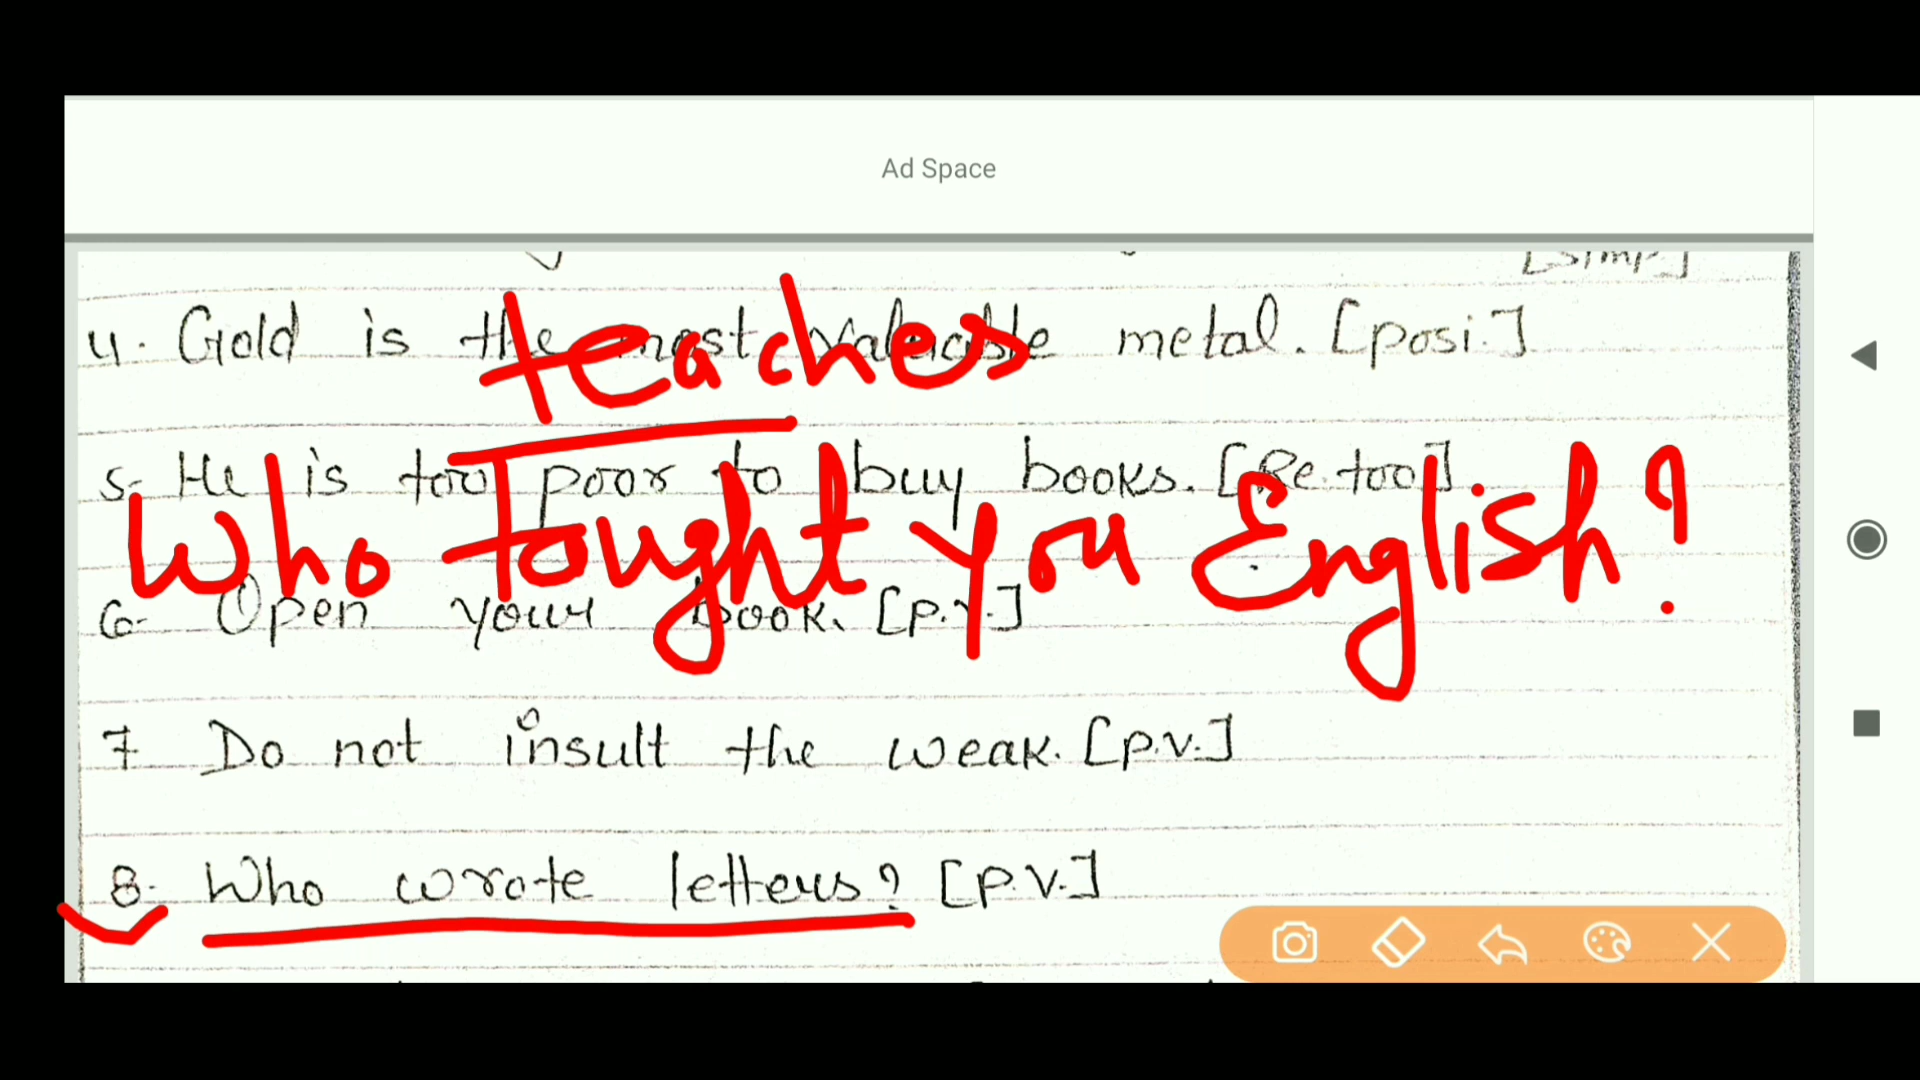 Ad Space
[Simp.]
4. Gold is the most valuable metal. [posi.]
teaches
5- He is too poor to buy books. [Re. too]
Who tought you English?
6- Open your book. [p.v.]
7 Do not insult the weak. [p.v.]
8- Who wrote letters? [p.v.]